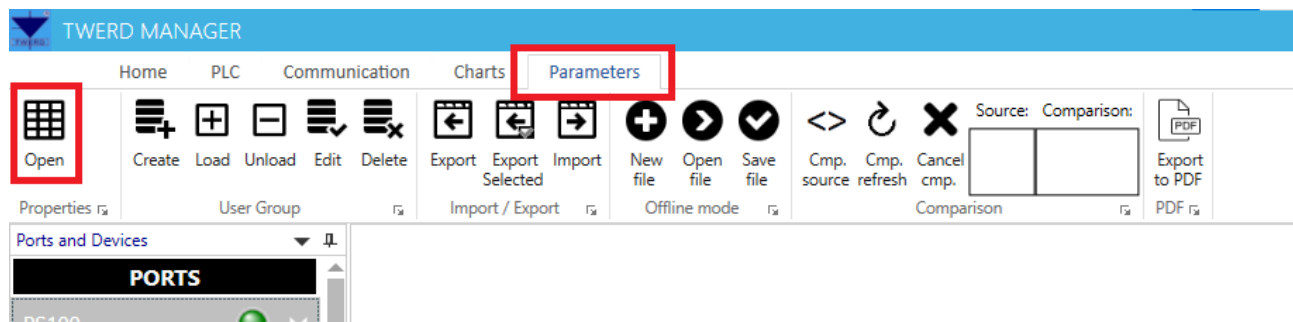 TWERD MANAGER
Home PLC Communication Charts Parameters
Open Create Load Unload Edit Delete Export Export Selected Import New file Open file Save file Cmp. source Cmp. refresh Cancel cmp. Source: Comparison: PDF Export to PDF
Properties User Group Import / Export Offline mode Comparison PDF
Ports and Devices
PORTS